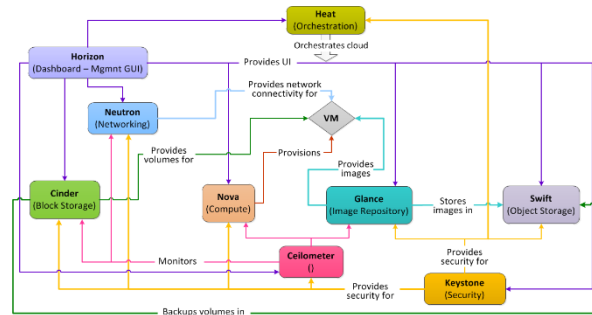 Heat
(Orchestration)
Orchestrates cloud
Horizon
(Dashboard – Mgmnt GUI)
Provides UI
Provides network
connectivity for
Neutron
(Networking)
VM
Provides
volumes for
Provisions
Provides
images
Cinder
(Block Storage)
Nova
(Compute)
Glance
(Image Repository)
Stores
images in
Swift
(Object Storage)
Monitors
Ceilometer
()
Provides
security for
Provides
security for
Keystone
(Security)
Backups volumes in